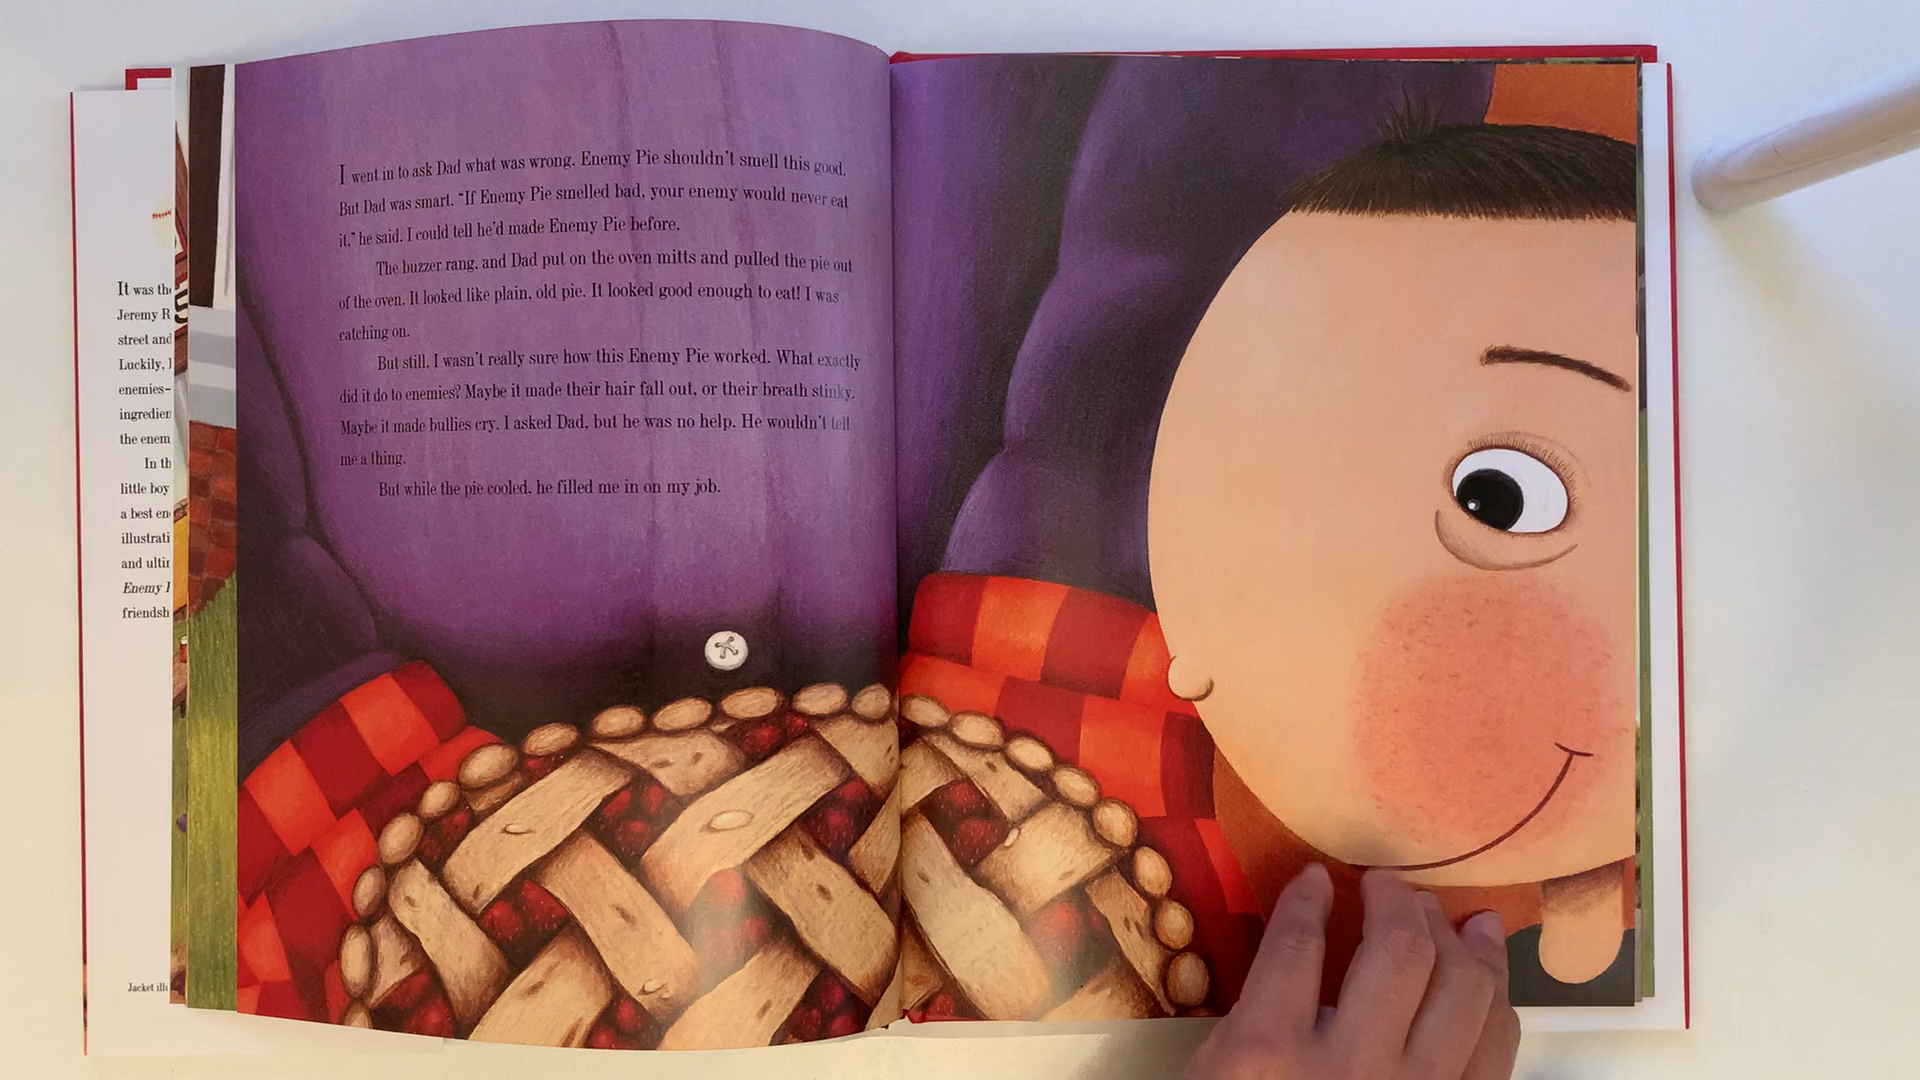 It was the
Jeremy R
street and
Luckily,
enemies–
ingredien
the enem
In th
little boy
a best en
illustrati
and ultir
Enemy P
friendsh
Jacket illu
I went in to ask Dad what was wrong. Enemy Pie shouldn't smell this good.
But Dad was smart. "If Enemy Pie smelled bad, your enemy would never eat
it," he said. I could tell he'd made Enemy Pie before.
The buzzer rang, and Dad put on the oven mitts and pulled the pie out
of the oven. It looked like plain, old pie. It looked good enough to eat! I was
catching on.
But still, I wasn't really sure how this Enemy Pie worked. What exactly
did it do to enemies? Maybe it made their hair fall out, or their breath stinky.
Maybe it made bullies cry. I asked Dad, but he was no help. He wouldn't tell
me a thing.
But while the pie cooled, he filled me in on my job.